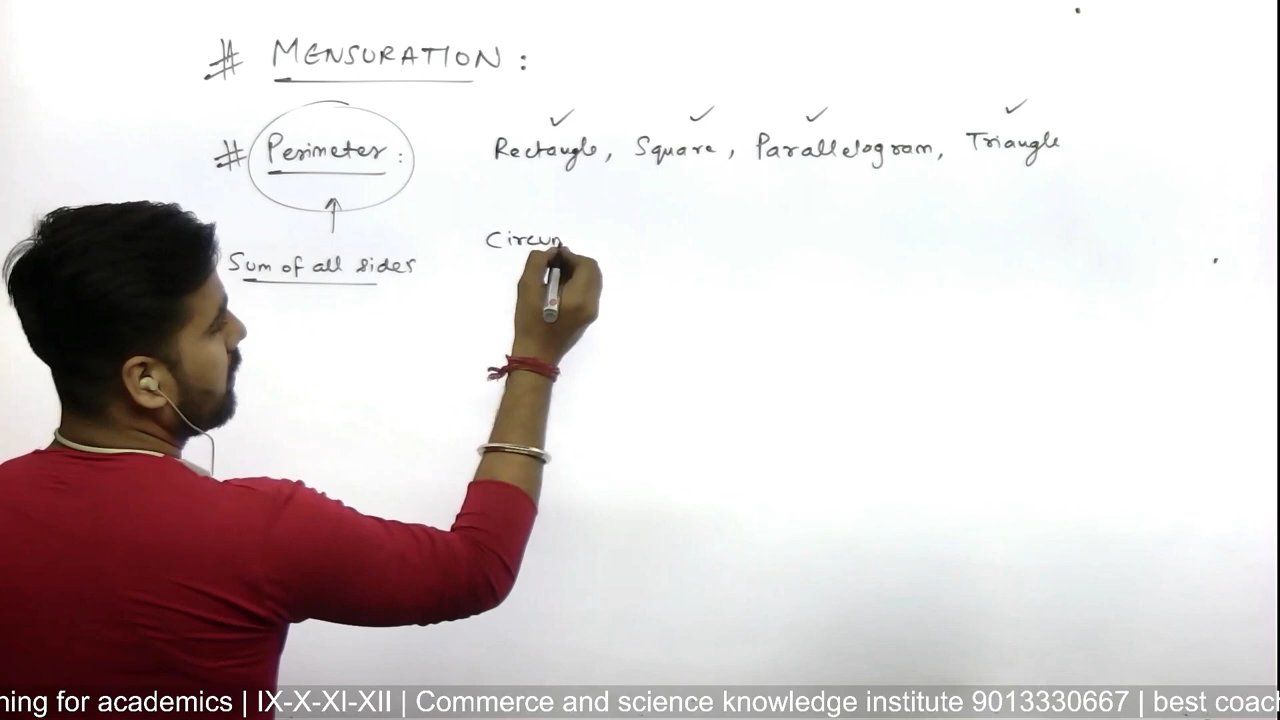 # MENSURATION :
# Perimeter : Rectangle, Square, Parallelogram, Triangle
Sum of all sides
Circum
ning for academics | IX-X-XI-XII | Commerce and science knowledge institute 9013330667 | best coac